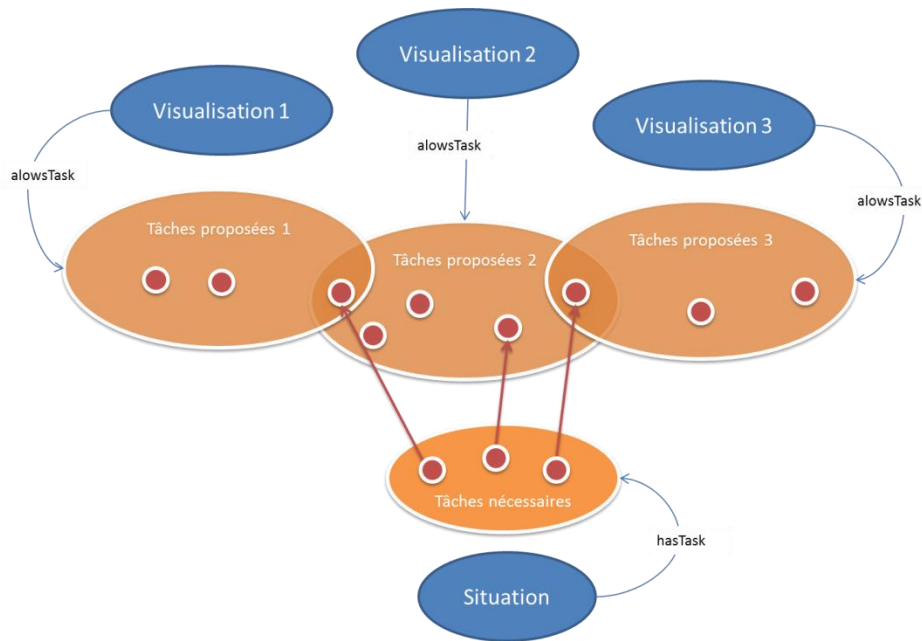 Visualisation 2
Visualisation 1
Visualisation 3
alowsTask
alowsTask
alowsTask
Tâches proposées 1
Tâches proposées 2
Tâches proposées 3
Tâches nécessaires
hasTask
Situation